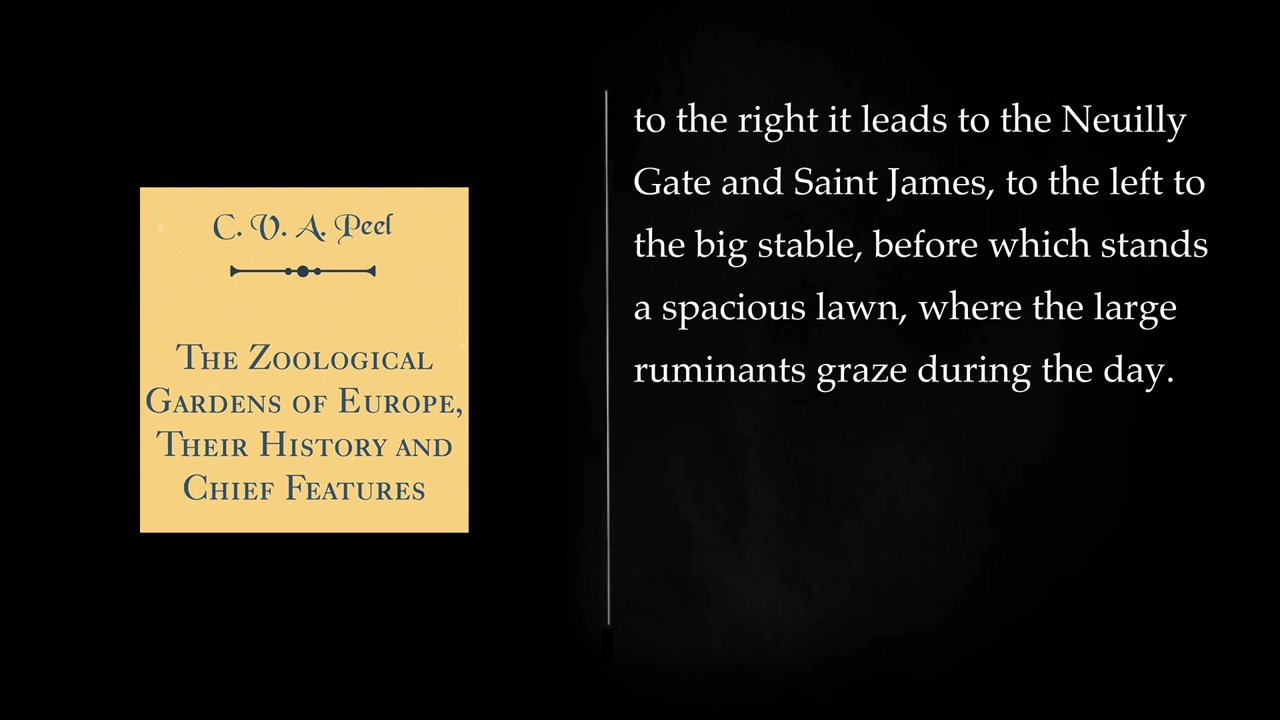 C. V. A. Peel
The Zoological
Gardens of Europe,
Their History and
Chief Features
to the right it leads to the Neuilly
Gate and Saint James, to the left to
the big stable, before which stands
a spacious lawn, where the large
ruminants graze during the day.